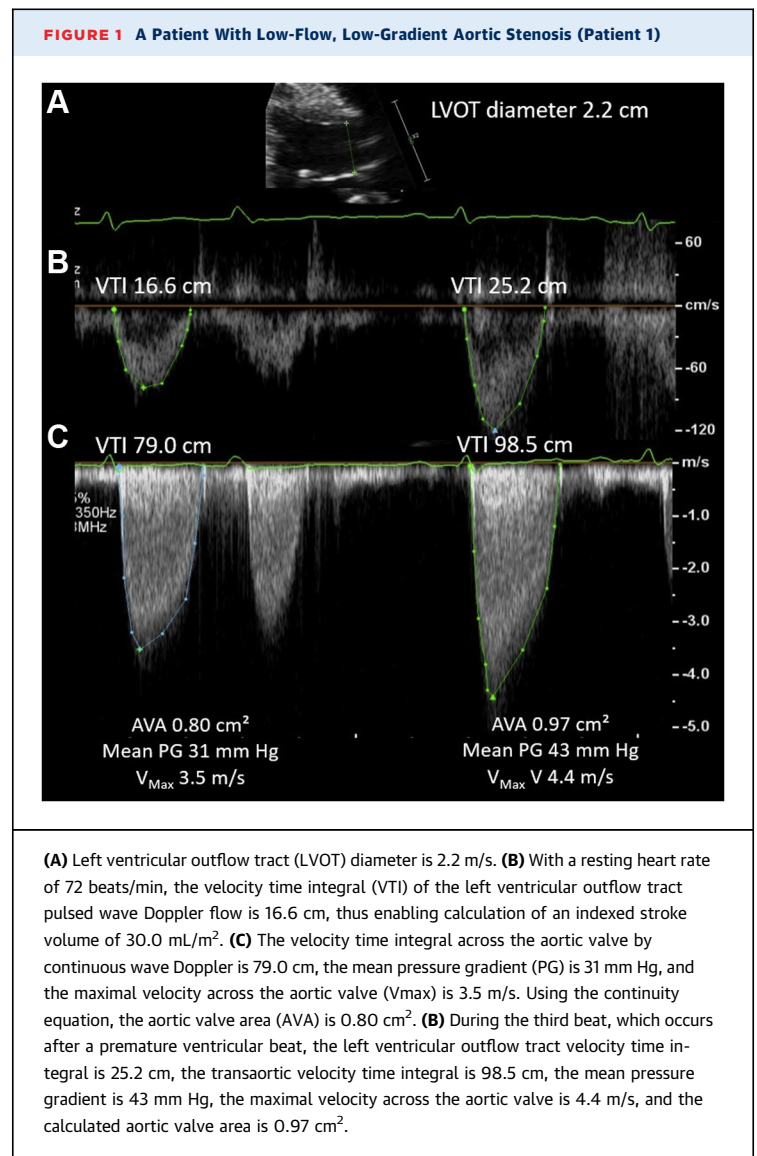 FIGURE 1 A Patient With Low-Flow, Low-Gradient Aortic Stenosis (Patient 1)
A
LVOT diameter 2.2 cm
z
B
z
60
VTI 16.6 cm
VTI 25.2 cm
cm/s
-60
-120
C
VTI 79.0 cm
VTI 98.5 cm
m/s
%
350Hz
MHz
-1.0
-2.0
-3.0
-4.0
-5.0
AVA 0.80 cm²
Mean PG 31 mm Hg
VMax 3.5 m/s
AVA 0.97 cm²
Mean PG 43 mm Hg
VMax V 4.4 m/s
(A) Left ventricular outflow tract (LVOT) diameter is 2.2 m/s. (B) With a resting heart rate
of 72 beats/min, the velocity time integral (VTI) of the left ventricular outflow tract
pulsed wave Doppler flow is 16.6 cm, thus enabling calculation of an indexed stroke
volume of 30.0 mL/m². (C) The velocity time integral across the aortic valve by
continuous wave Doppler is 79.0 cm, the mean pressure gradient (PG) is 31 mm Hg, and
the maximal velocity across the aortic valve (Vmax) is 3.5 m/s. Using the continuity
equation, the aortic valve area (AVA) is 0.80 cm². (B) During the third beat, which occurs
after a premature ventricular beat, the left ventricular outflow tract velocity time in-
tegral is 25.2 cm, the transaortic velocity time integral is 98.5 cm, the mean pressure
gradient is 43 mm Hg, the maximal velocity across the aortic valve is 4.4 m/s, and the
calculated aortic valve area is 0.97 cm².